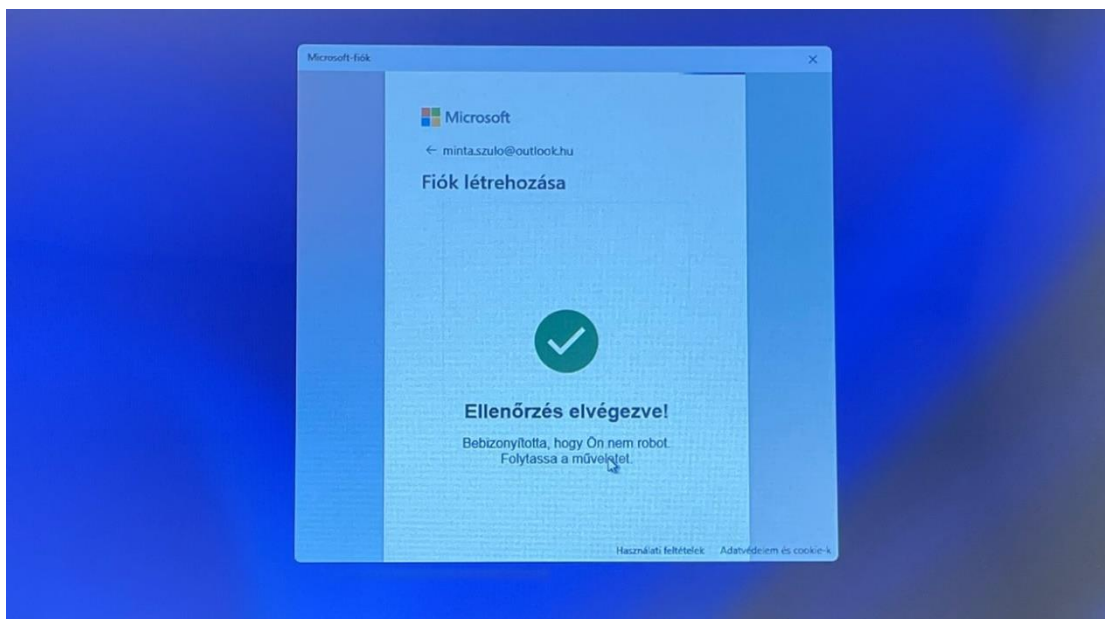 Microsoft-fiók
Microsoft
← minta.szulo@outlook.hu
Fiók létrehozása
Ellenőrzés elvégezve!
Bebizonyította, hogy Ön nem robot.
Folytassa a műveletet.
Használati feltételek Adatvédelem és cookie-k